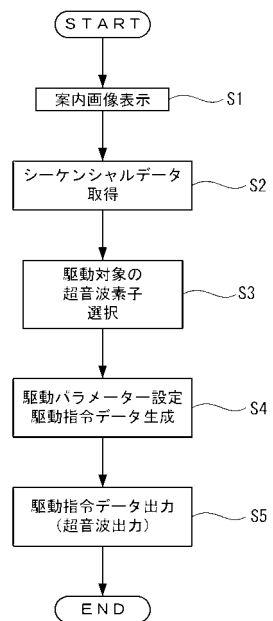 START
案内画像表示
S1
シーケンシャルデータ
取得
S2
駆動対象の
超音波素子
選択
S3
駆動パラメーター設定
駆動指令データ生成
S4
駆動指令データ出力
(超音波出力)
S5
END